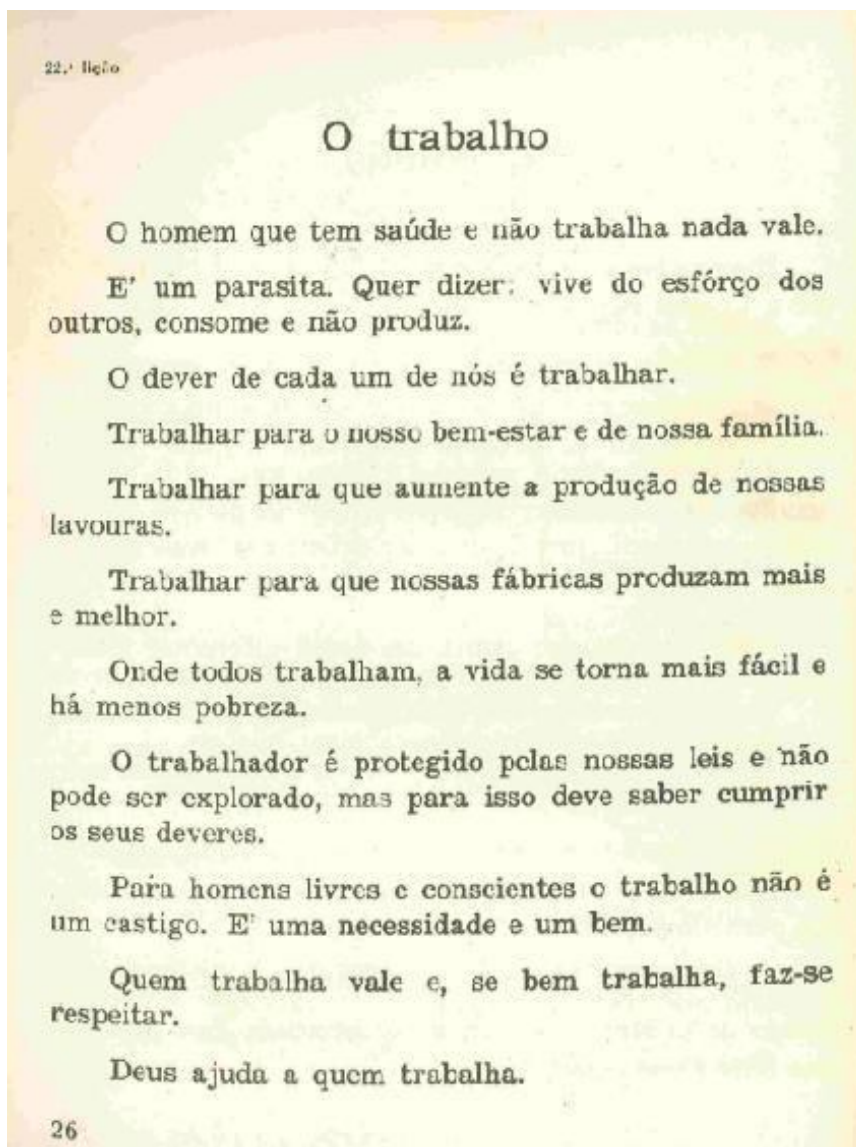 22.ª lição
O trabalho
O homem que tem saúde e não trabalha nada vale.
E' um parasita. Quer dizer: vive do esfórço dos
outros, consome e não produz.
O dever de cada um de nós é trabalhar.
Trabalhar para o nosso bem-estar e de nossa família.
Trabalhar para que aumente a produção de nossas
lavouras.
Trabalhar para que nossas fábricas produzam mais
e melhor.
Onde todos trabalham, a vida se torna mais fácil e
há menos pobreza.
O trabalhador é protegido pelas nossas leis e não
pode ser explorado, mas para isso deve saber cumprir
os seus deveres.
Para homens livres e conscientes o trabalho não é
um castigo. E' uma necessidade e um bem.
Quem trabalha vale e, se bem trabalha, faz-se
respeitar.
Deus ajuda a quem trabalha.
26